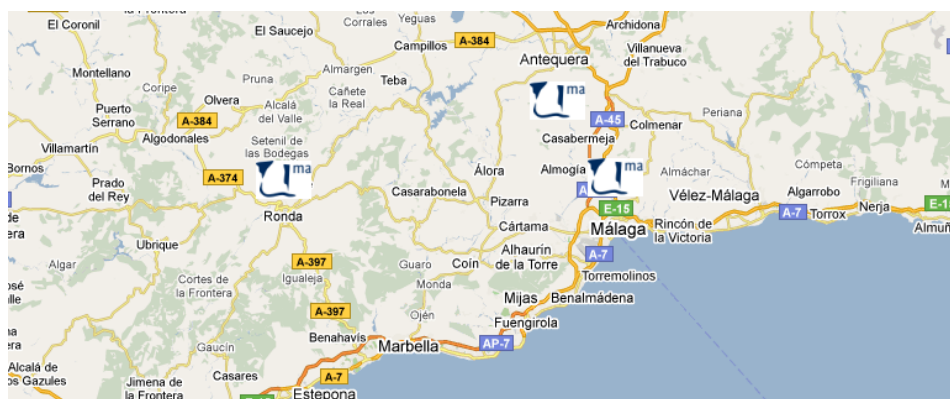 la Frontera
El Coronil
Los
Corrales
Yeguas
Archidona
El Saucejo
Campillos
A-384
Villanueva
del Trabuco
Antequera
Montellano
Pruna
Almargen
Teba
Coripe
Olvera
Alcalá
del Valle
Cañete
la Real
ma
Puerto
Serrano
A-384
A-45
Periana
Colmenar
Algodonales
Setenil de
las Bodegas
Casabermeja
Villamartín
Bornos
Prado
del Rey
A-374
ma
Casarabonela
Álora
Almogía
ma
Almáchar
Cómpeta
Frigiliana
Vélez-Málaga
Algarrobo
Nerja
Pizarra
Ronda
E-15
A-7
Torrox
Ubrique
Cártama
Málaga
Rincón de
la Victoria
Algar
A-397
Igualeja
Guaro
Coín
Alhaurín
de la Torre
A-7
Torremolinos
Cortes de
la Frontera
Monda
Mijas
Benalmádena
A-397
Ojén
Fuengirola
Gaucín
Benahavís
Marbella
AP-7
Alcalá de
Gazules
Jimena de
la Frontera
Casares
A-7
Estepona